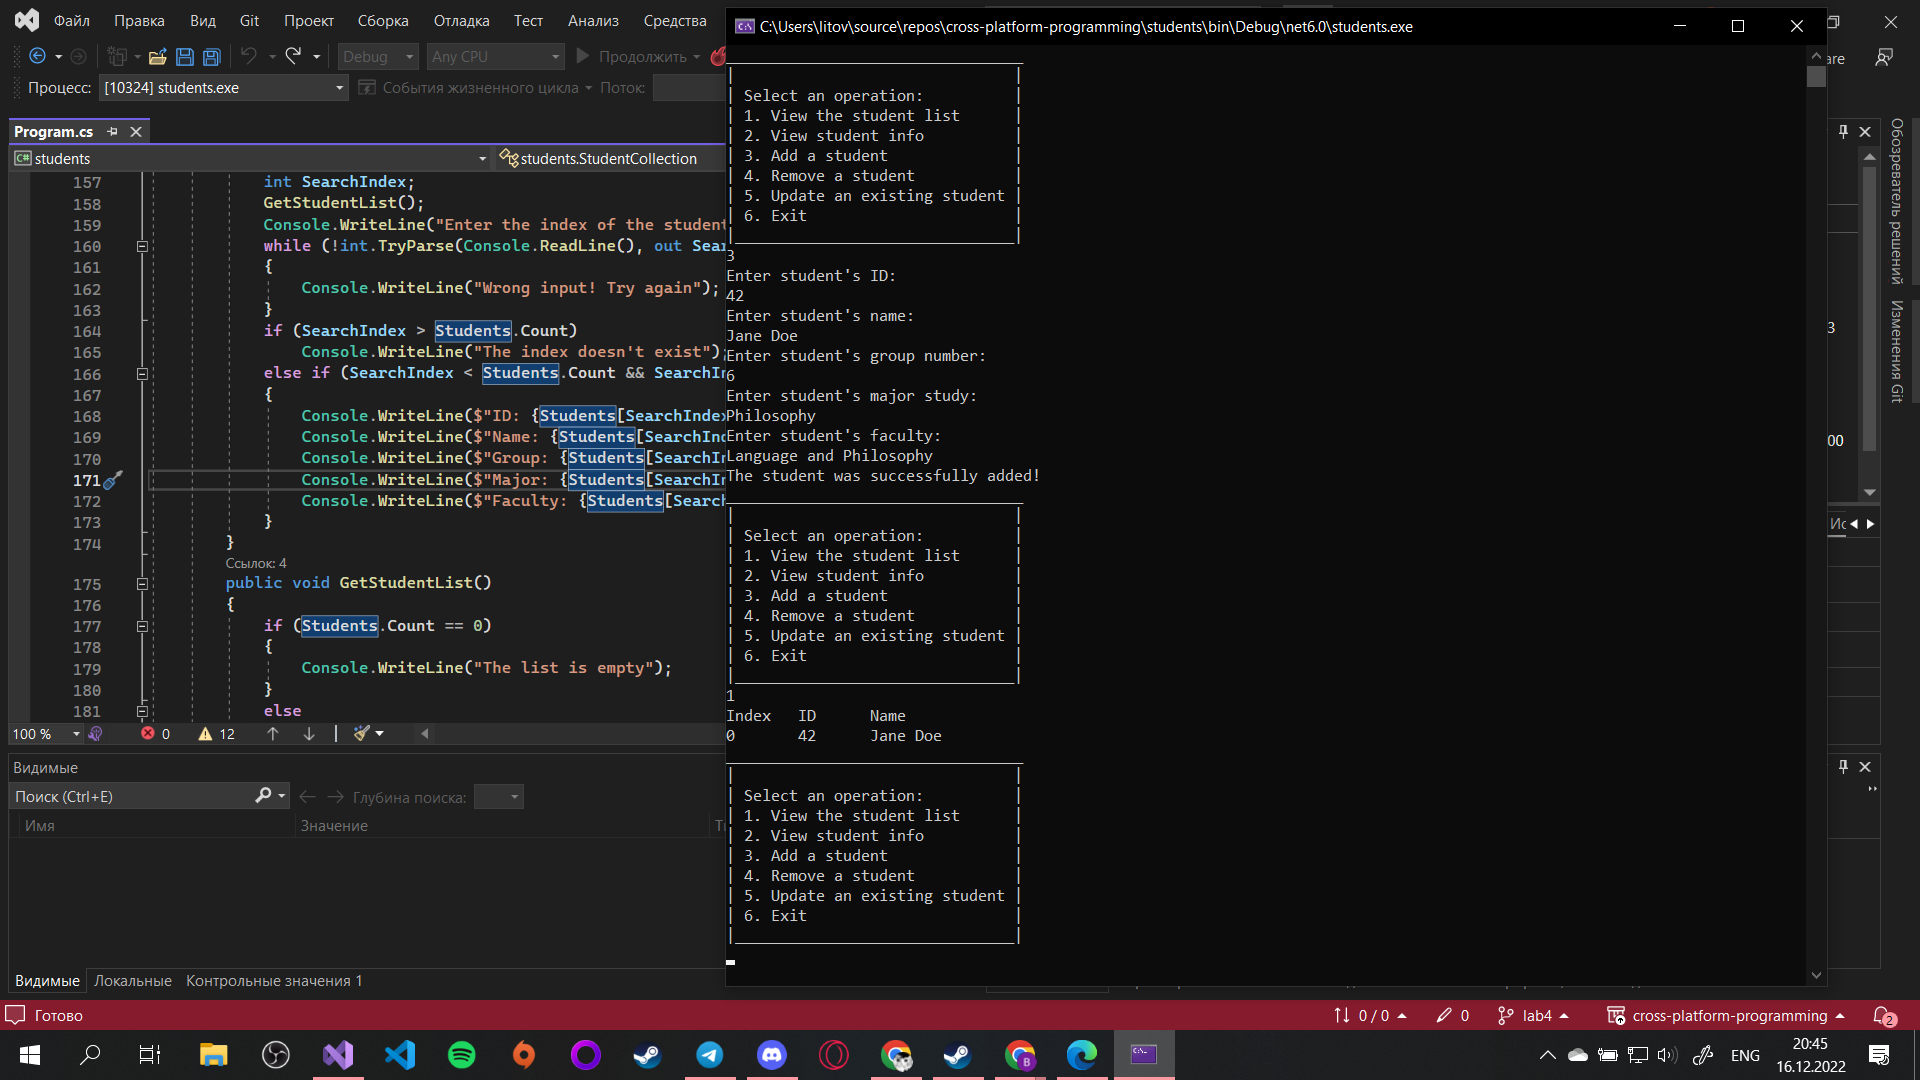 Файл Правка Вид Git Проект Сборка Отладка Тест Анализ Средства
Debug Any CPU Продолжить
Процесс: [10324] students.exe События жизненного цикла Поток:
Program.cs
C# students students.StudentCollection
157 int SearchIndex;
158 GetStudentList();
159 Console.WriteLine("Enter the index of the student
160 while (!int.TryParse(Console.ReadLine(), out Sear
161 {
162 Console.WriteLine("Wrong input! Try again");
163 }
164 if (SearchIndex > Students.Count)
165 Console.WriteLine("The index doesn't exist");
166 else if (SearchIndex < Students.Count && SearchIn
167 {
168 Console.WriteLine($"ID: {Students[SearchIndex
169 Console.WriteLine($"Name: {Students[SearchInd
170 Console.WriteLine($"Group: {Students[SearchIn
171 Console.WriteLine($"Major: {Students[SearchIn
172 Console.WriteLine($"Faculty: {Students[Search
173 }
174 }
Ссылок: 4
175 public void GetStudentList()
176 {
177 if (Students.Count == 0)
178 {
179 Console.WriteLine("The list is empty");
180 }
181 else
100 % 0 12
Видимые
Поиск (Ctrl+E) Глубина поиска:
Имя Значение
Видимые Локальные Контрольные значения 1
C:\Users\litov\source\repos\cross-platform-programming\students\bin\Debug\net6.0\students.exe
Select an operation:
1. View the student list
2. View student info
3. Add a student
4. Remove a student
5. Update an existing student
6. Exit
3
Enter student's ID:
42
Enter student's name:
Jane Doe
Enter student's group number:
6
Enter student's major study:
Philosophy
Enter student's faculty:
Language and Philosophy
The student was successfully added!
Select an operation:
1. View the student list
2. View student info
3. Add a student
4. Remove a student
5. Update an existing student
6. Exit
1
Index ID Name
0 42 Jane Doe
Select an operation:
1. View the student list
2. View student info
3. Add a student
4. Remove a student
5. Update an existing student
6. Exit
are
3
00
Ис
Обозреватель решений
Изменения Git
Готово 0 / 0 0 lab4 cross-platform-programming 2
ENG 20:45
16.12.2022